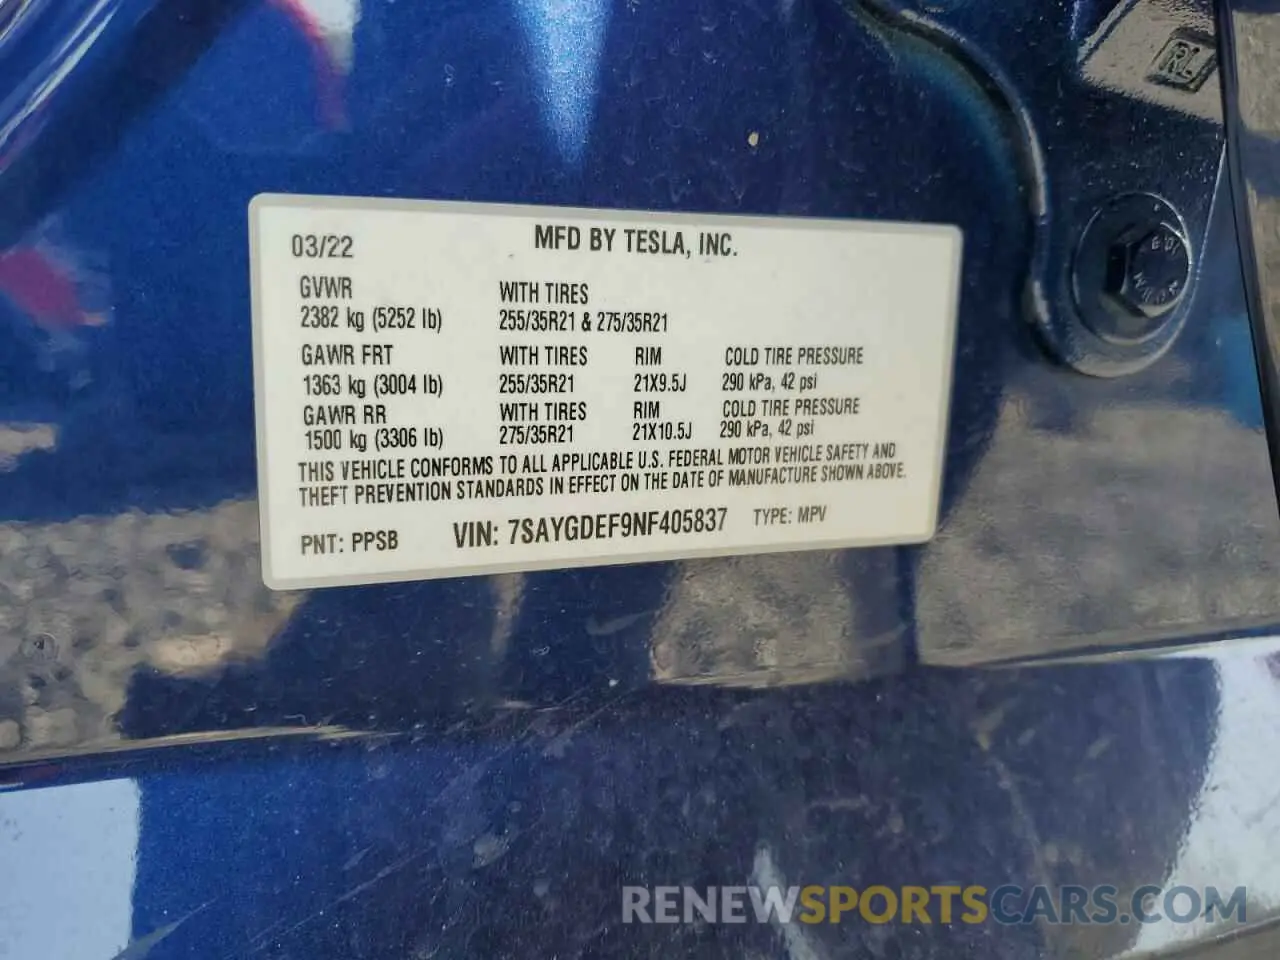 RL
03/22 MFD BY TESLA, INC.
GVWR WITH TIRES
2382 kg (5252 lb) 255/35R21 & 275/35R21
GAWR FRT WITH TIRES RIM COLD TIRE PRESSURE
1363 kg (3004 lb) 255/35R21 21X9.5J 290 kPa, 42 psi
GAWR RR WITH TIRES RIM COLD TIRE PRESSURE
1500 kg (3306 lb) 275/35R21 21X10.5J 290 kPa, 42 psi
THIS VEHICLE CONFORMS TO ALL APPLICABLE U.S. FEDERAL MOTOR VEHICLE SAFETY AND
THEFT PREVENTION STANDARDS IN EFFECT ON THE DATE OF MANUFACTURE SHOWN ABOVE.
PNT: PPSB VIN: 7SAYGDEF9NF405837 TYPE: MPV
RENEWSPORTSCARS.COM